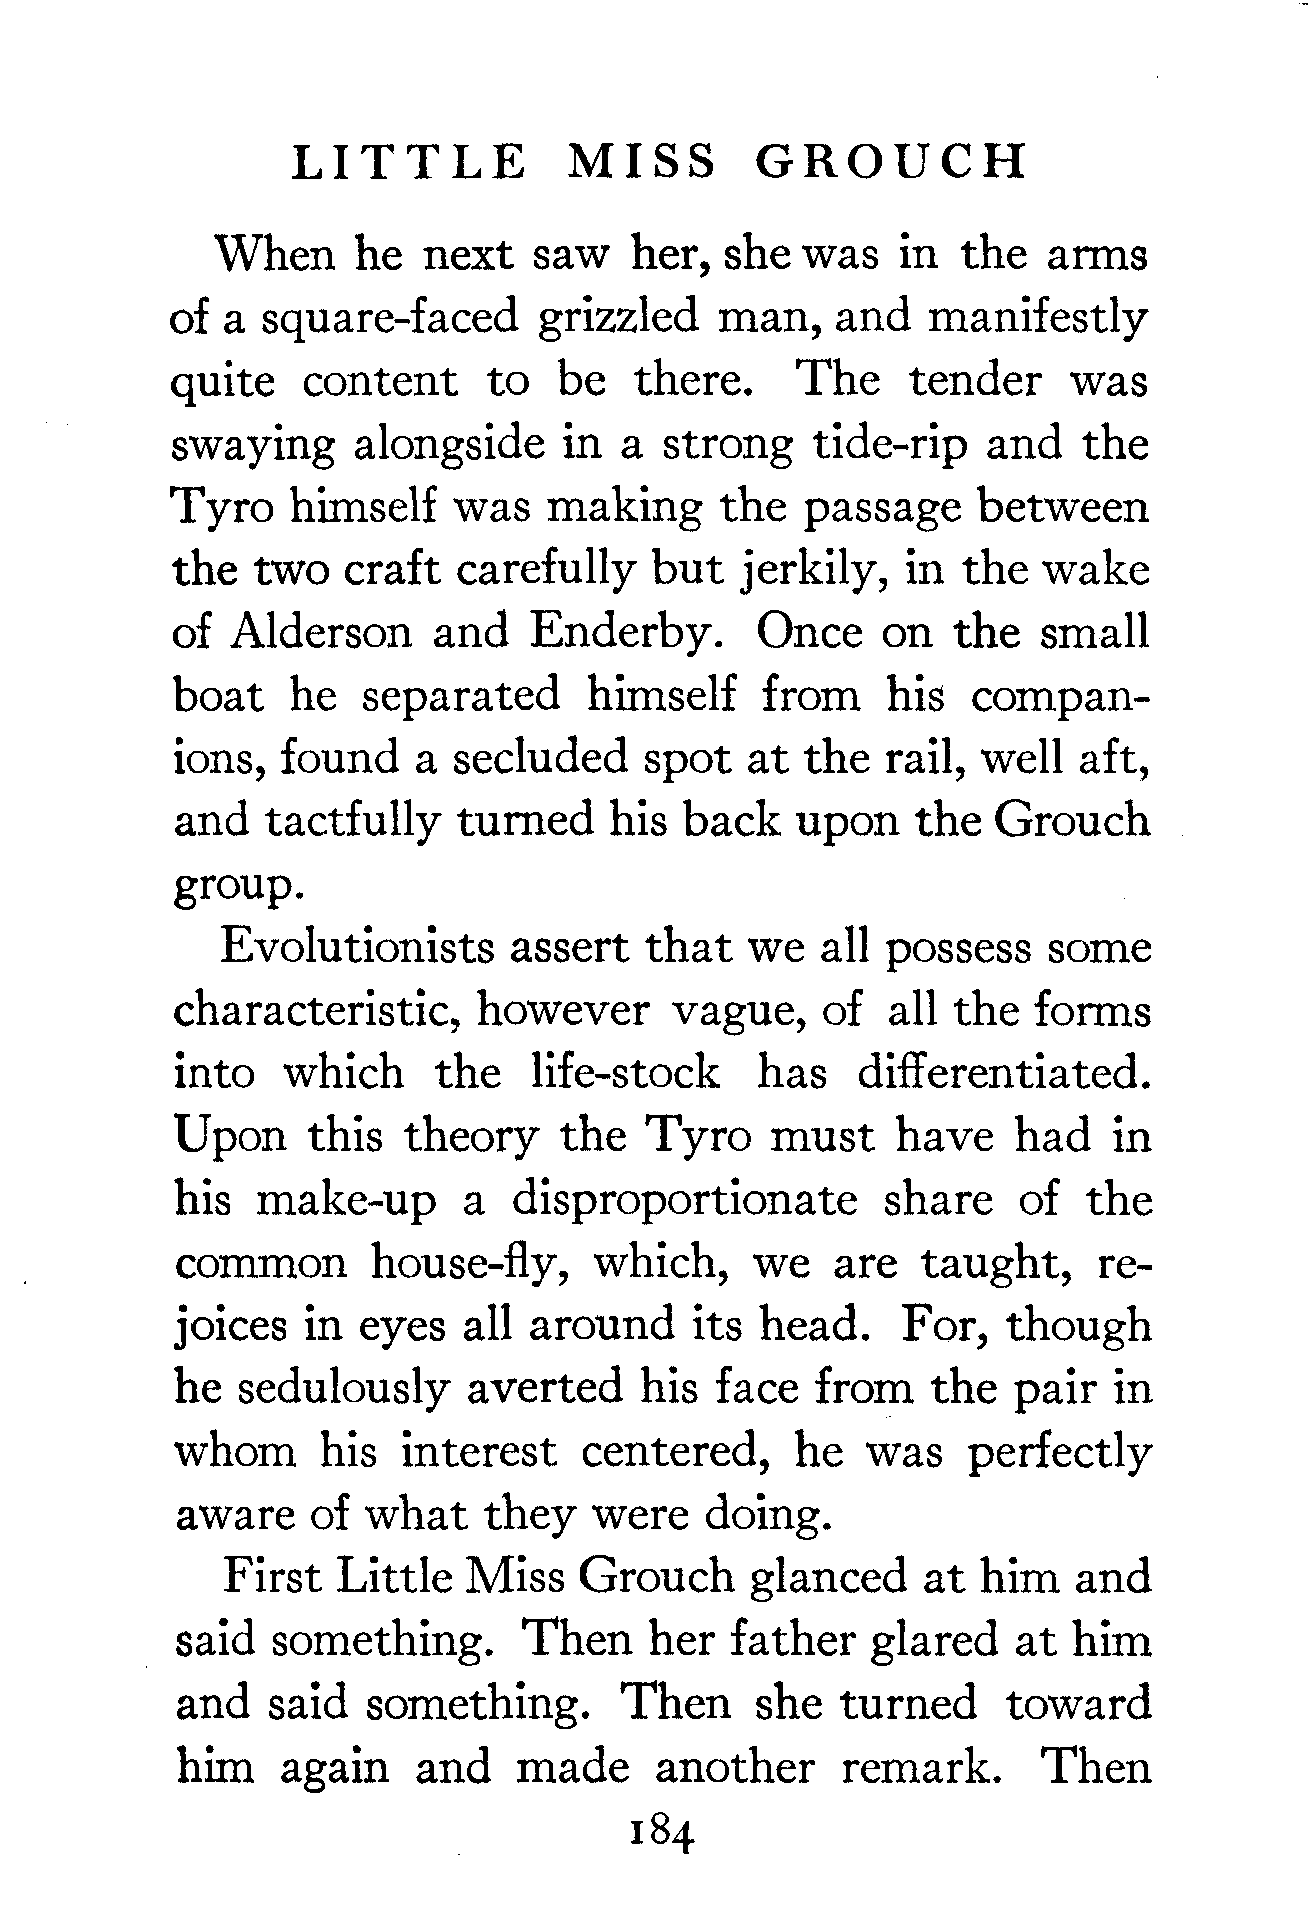 LITTLE MISS GROUCH
When he next saw her, she was in the arms
of a square-faced grizzled man, and manifestly
quite content to be there. The tender was
swaying alongside in a strong tide-rip and the
Tyro himself was making the passage between
the two craft carefully but jerkily, in the wake
of Alderson and Enderby. Once on the small
boat he separated himself from his compan-
ions, found a secluded spot at the rail, well aft,
and tactfully turned his back upon the Grouch
group.
Evolutionists assert that we all possess some
characteristic, however vague, of all the forms
into which the life-stock has differentiated.
Upon this theory the Tyro must have had in
his make-up a disproportionate share of the
common house-fly, which, we are taught, re-
joices in eyes all around its head. For, though
he sedulously averted his face from the pair in
whom his interest centered, he was perfectly
aware of what they were doing.
First Little Miss Grouch glanced at him and
said something. Then her father glared at him
and said something. Then she turned toward
him again and made another remark. Then
184